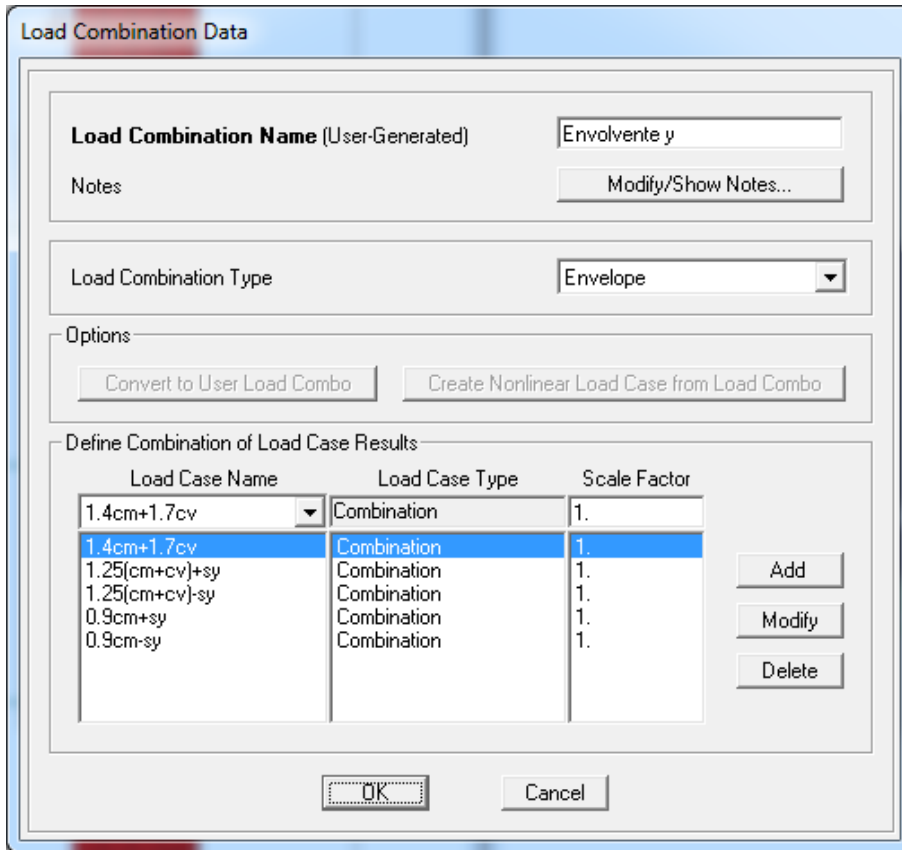 Load Combination Data
Load Combination Name (User-Generated) Envolvente y
Notes Modify/Show Notes...
Load Combination Type Envelope
Options
Convert to User Load Combo Create Nonlinear Load Case from Load Combo
Define Combination of Load Case Results
Load Case Name Load Case Type Scale Factor
1.4cm+1.7cv Combination 1.
1.4cm+1.7cv Combination 1.
1.25(cm+cv)+sy Combination 1.
1.25(cm+cv)-sy Combination 1.
0.9cm+sy Combination 1.
0.9cm-sy Combination 1.
Add
Modify
Delete
OK Cancel